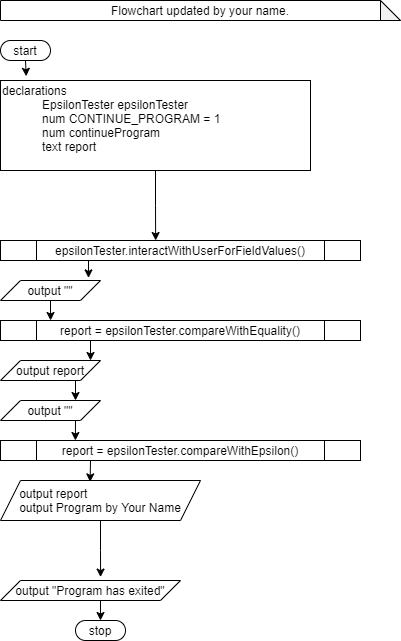 Flowchart updated by your name.
start
declarations
EpsilonTester epsilonTester
num CONTINUE_PROGRAM = 1
num continueProgram
text report
epsilonTester.interactWithUserForFieldValues()
output ""
report = epsilonTester.compareWithEquality()
output report
output ""
report = epsilonTester.compareWithEpsilon()
output report
output Program by Your Name
output "Program has exited"
stop